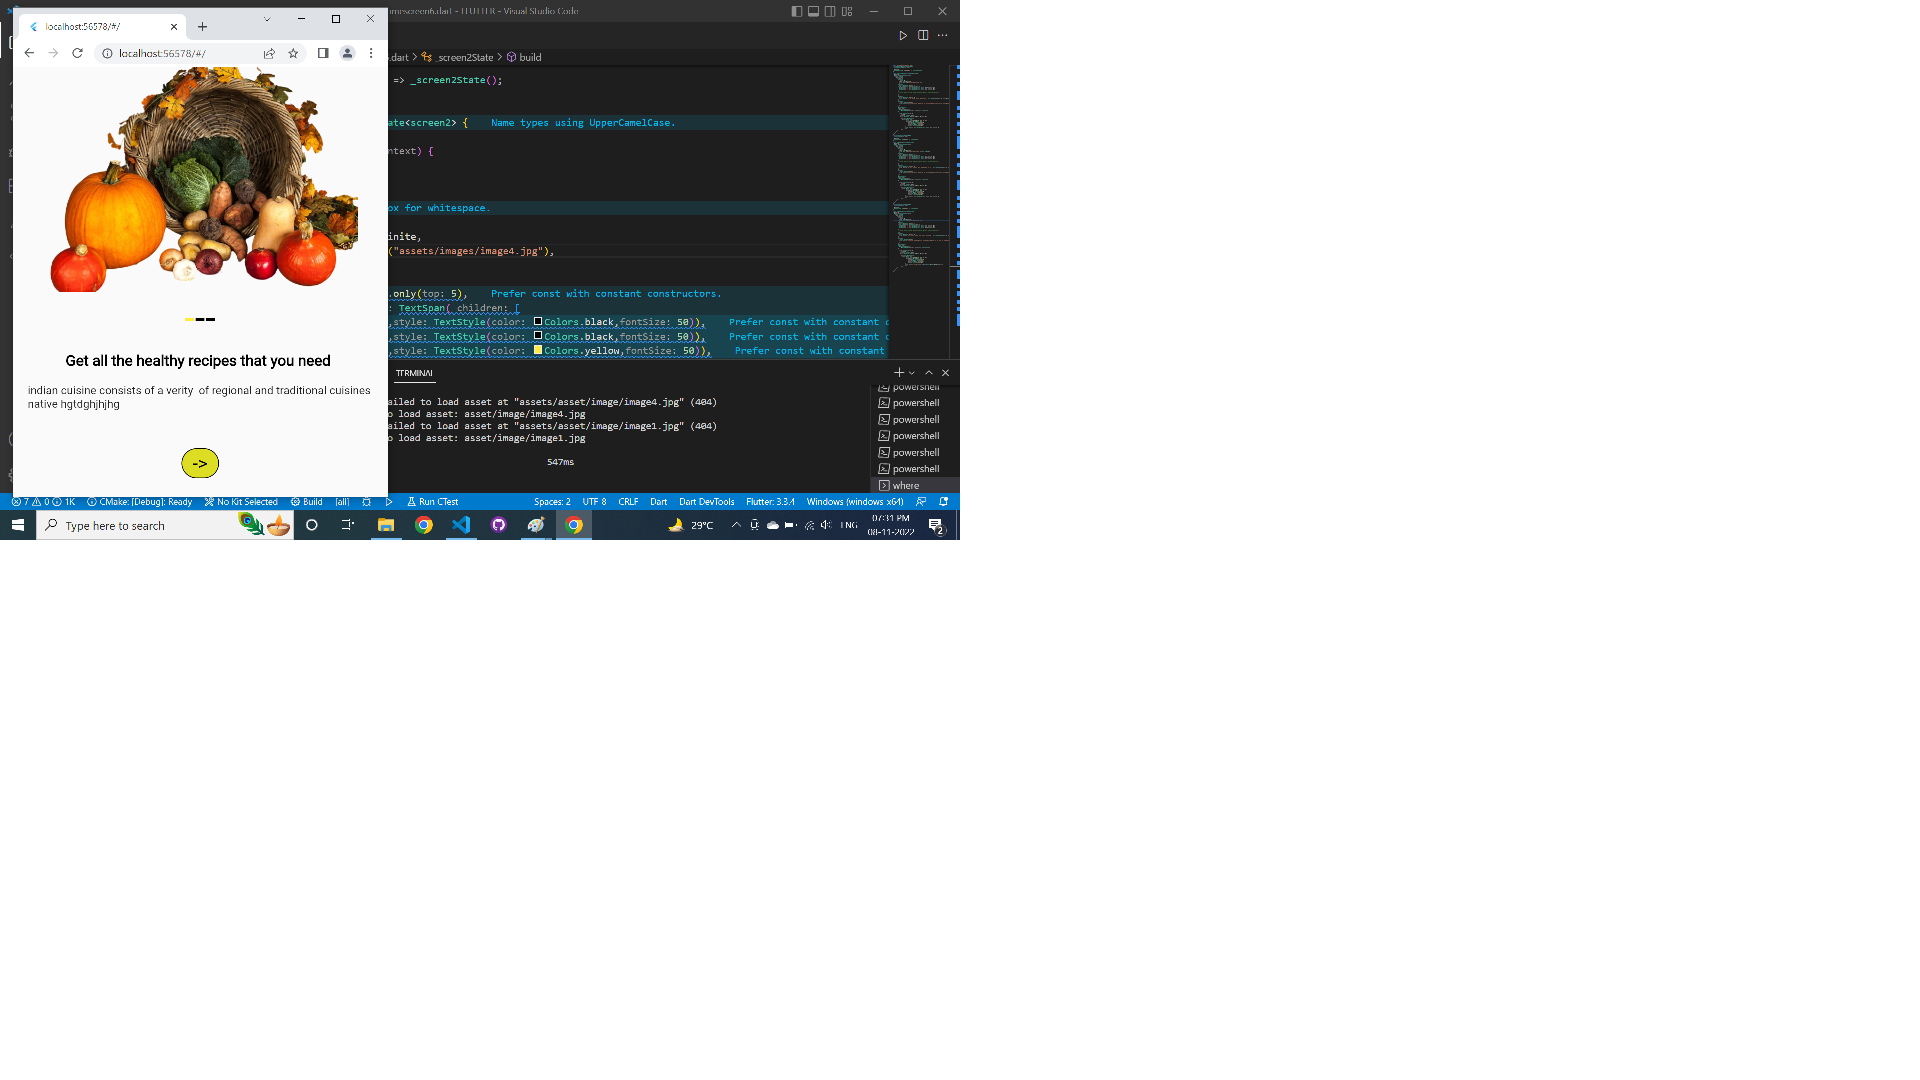 localhost:56578/#/
localhost:56578/#/
Get all the healthy recipes that you need
indian cuisine consists of a verity of regional and traditional cuisines
native hgtdghjhjhg
->
mescreen6.dart - FLUTTER - Visual Studio Code
.dart > _screen2State > build
=> _screen2State();
ate<screen2> { Name types using UpperCamelCase.
ntext) {
ox for whitespace.
inite,
("assets/images/image4.jpg"),
.only(top: 5), Prefer const with constant constructors.
: TextSpan( children: [
,style: TextStyle(color: Colors.black,fontSize: 50)), Prefer const with constant c
,style: TextStyle(color: Colors.black,fontSize: 50)), Prefer const with constant c
,style: TextStyle(color: Colors.yellow,fontSize: 50)), Prefer const with constant
TERMINAL
ailed to load asset at "assets/asset/image/image4.jpg" (404)
o load asset: asset/image/image4.jpg
ailed to load asset at "assets/asset/image/image1.jpg" (404)
o load asset: asset/image/image1.jpg
547ms
powershell
powershell
powershell
powershell
powershell
powershell
where
7 0 1K CMake: [Debug]: Ready No Kit Selected Build [all] Run CTest Spaces: 2 UTF-8 CRLF Dart Dart DevTools Flutter: 3.3.4 Windows (windows-x64)
Type here to search 29°C ENG
07:31 PM
08-11-2022
2